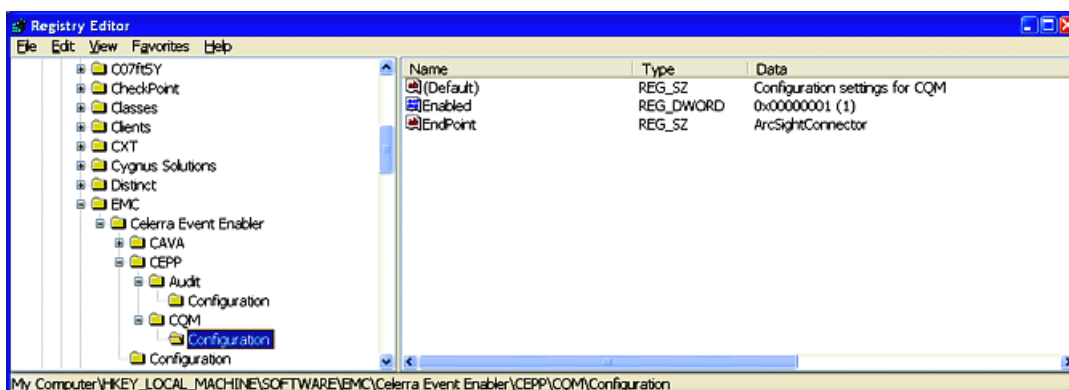 Registry Editor
File Edit View Favorites Help
C07ft5Y
CheckPoint
Classes
Clients
CXT
Cygnus Solutions
Distinct
EMC
Celerra Event Enabler
CAVA
CEPP
Audit
Configuration
CQM
Configuration
Configuration
Name Type Data
(Default) REG_SZ Configuration settings for CQM
Enabled REG_DWORD 0x00000001 (1)
EndPoint REG_SZ ArcSightConnector
My Computer\HKEY_LOCAL_MACHINE\SOFTWARE\EMC\Celerra Event Enabler\CEPP\CQM\Configuration